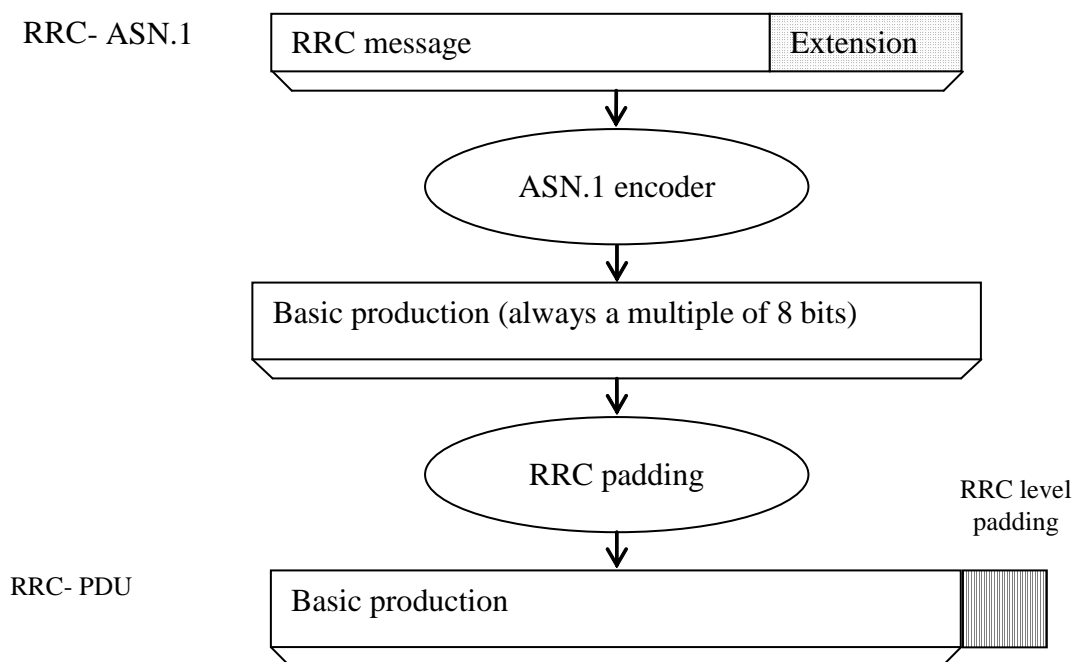 RRC- ASN.1
RRC message
Extension
ASN.1 encoder
Basic production (always a multiple of 8 bits)
RRC padding
RRC level
padding
RRC- PDU
Basic production